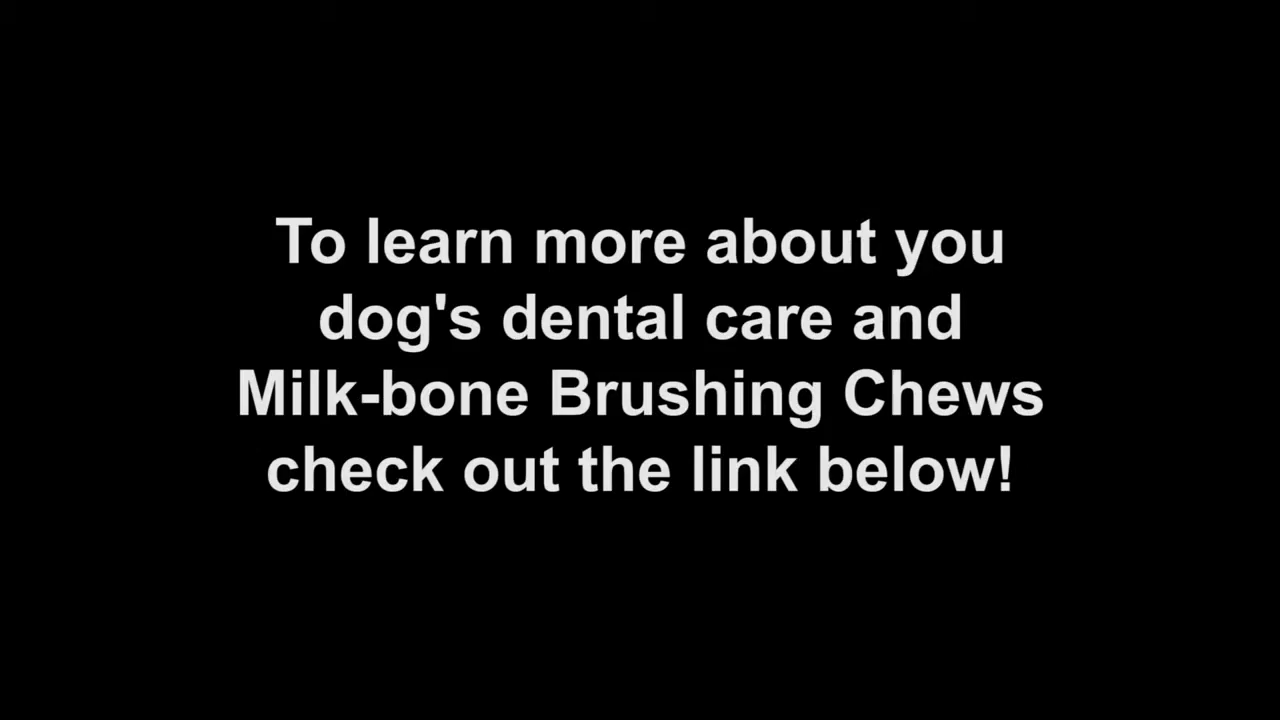 To learn more about you
dog's dental care and
Milk-bone Brushing Chews
check out the link below!